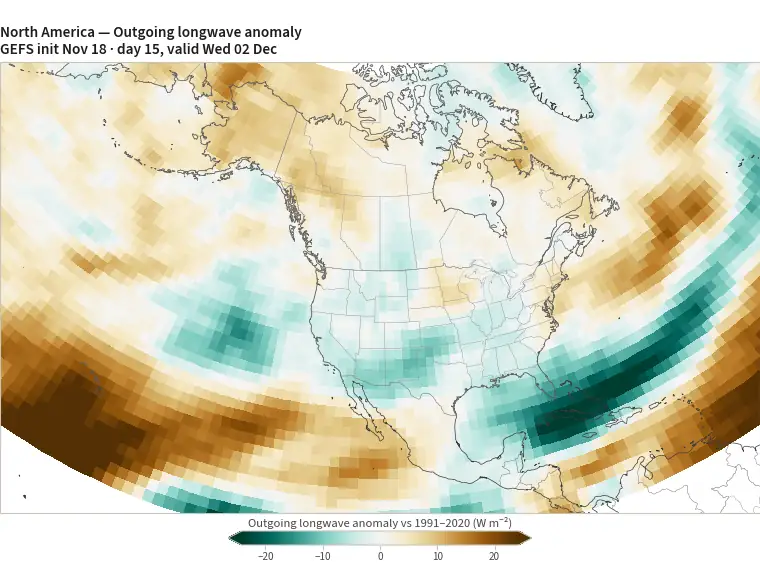 North America — Outgoing longwave anomaly
GEFS init Nov 18 · day 15, valid Wed 02 Dec
Outgoing longwave anomaly vs 1991–2020 (W m⁻²)
−20 −10 0 10 20